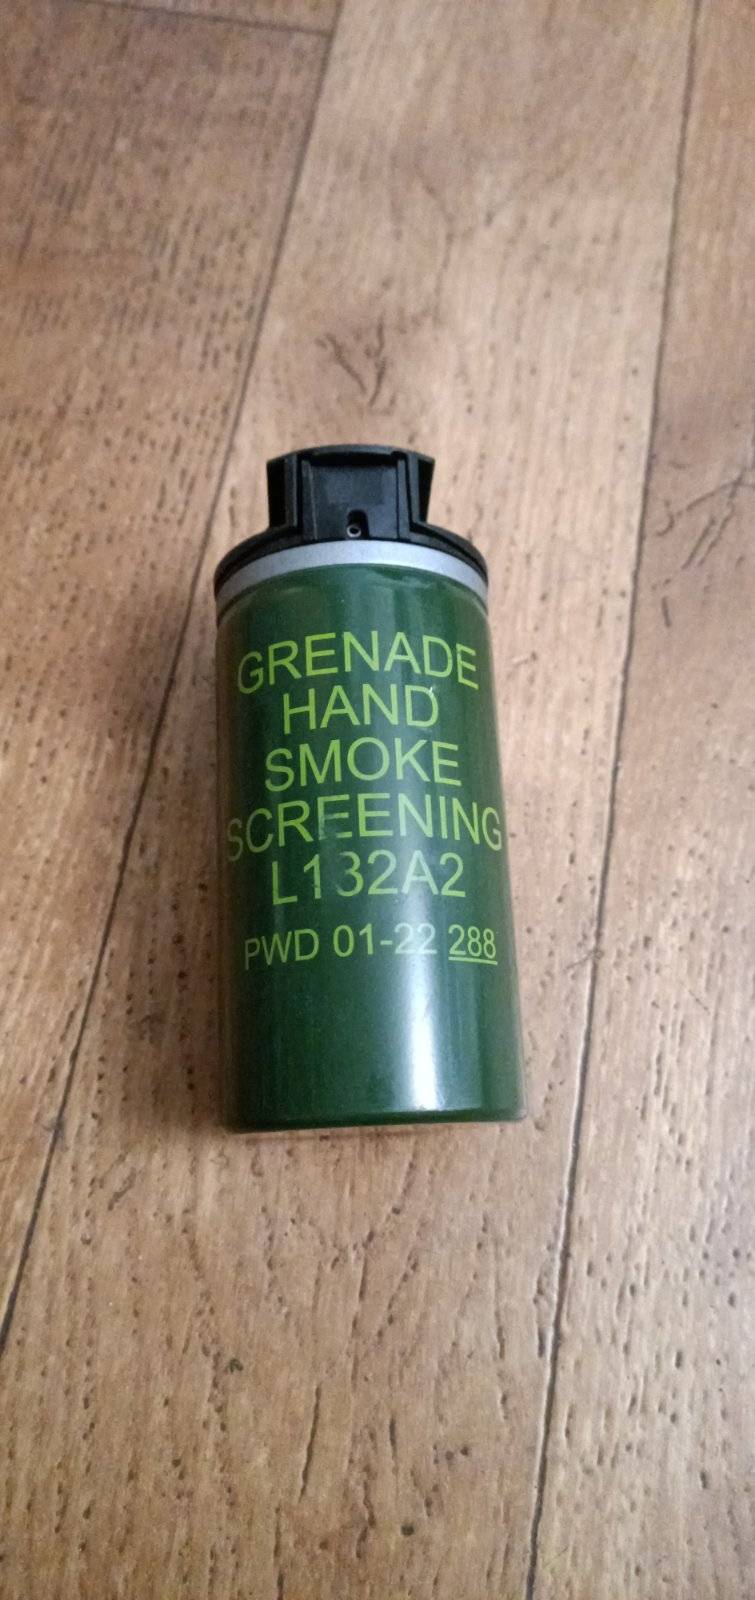 GRENADE
HAND
SMOKE
SCREENING
L132A2
PWD 01-22 288